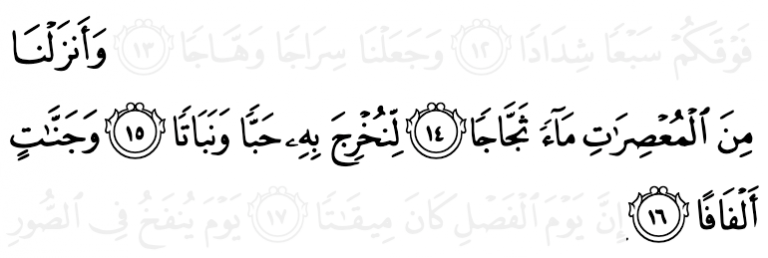 فَوْقَكُمْ سَبْعًا شِدَادًا ١٢ وَجَعَلْنَا سِرَاجًا وَهَّاجًا ١٣ وَأَنزَلْنَا
مِنَ ٱلْمُعْصِرَٰتِ مَآءً ثَجَّاجًا ١٤ لِّنُخْرِجَ بِهِۦ حَبًّا وَنَبَاتًا ١٥ وَجَنَّٰتٍ
أَلْفَافًا ١٦ إِنَّ يَوْمَ ٱلْفَصْلِ كَانَ مِيقَٰتًا ١٧ يَوْمَ يُنفَخُ فِى ٱلصُّورِ